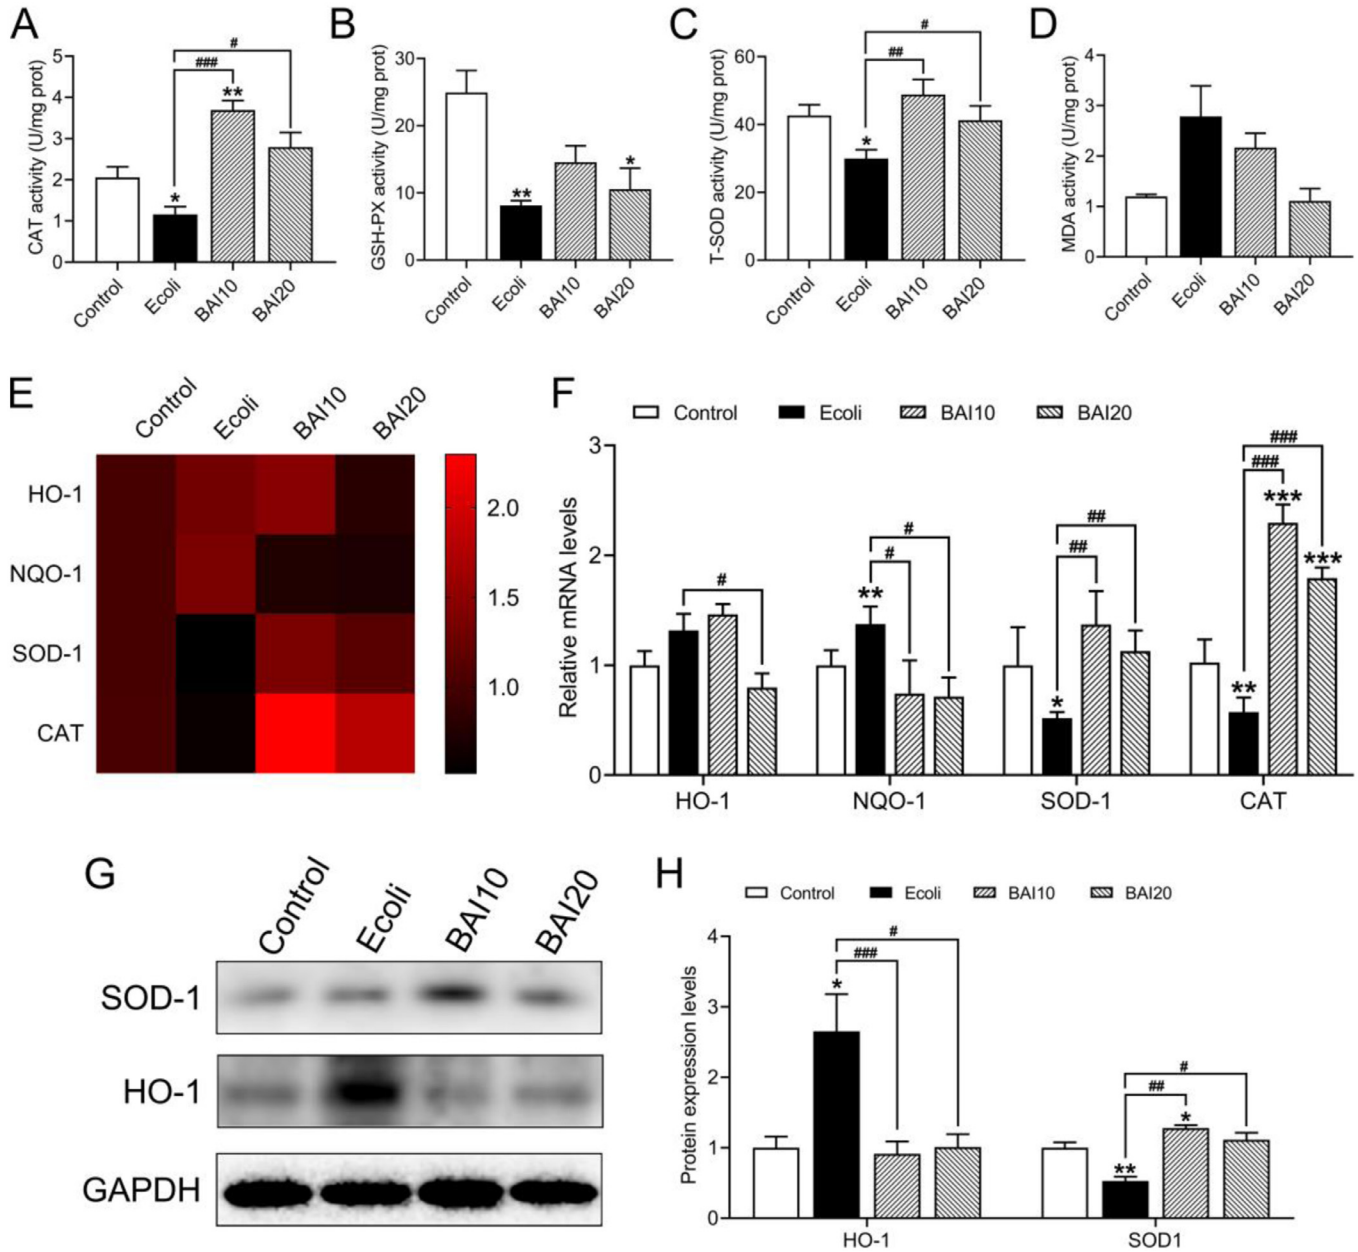 A
CAT activity (U/mg prot)
5
4
3
2
1
0
#
###
**
*
Control
Ecoli
BAI10
BAI20
B
GSH-PX activity (U/mg prot)
30
20
10
0
**
*
Control
Ecoli
BAI10
BAI20
C
T-SOD activity (U/mg prot)
60
40
20
0
#
##
*
Control
Ecoli
BAI10
BAI20
D
MDA activity (U/mg prot)
4
3
2
1
0
Control
Ecoli
BAI10
BAI20
E
Control
Ecoli
BAI10
BAI20
HO-1
NQO-1
SOD-1
CAT
2.0
1.5
1.0
F
Control
Ecoli
BAI10
BAI20
Relative mRNA levels
3
2
1
0
#
#
#
**
##
##
*
###
###
***
***
**
HO-1
NQO-1
SOD-1
CAT
G
Control
Ecoli
BAI10
BAI20
SOD-1
HO-1
GAPDH
H
Control
Ecoli
BAI10
BAI20
Protein expression levels
4
3
2
1
0
#
###
*
#
##
*
**
HO-1
SOD1